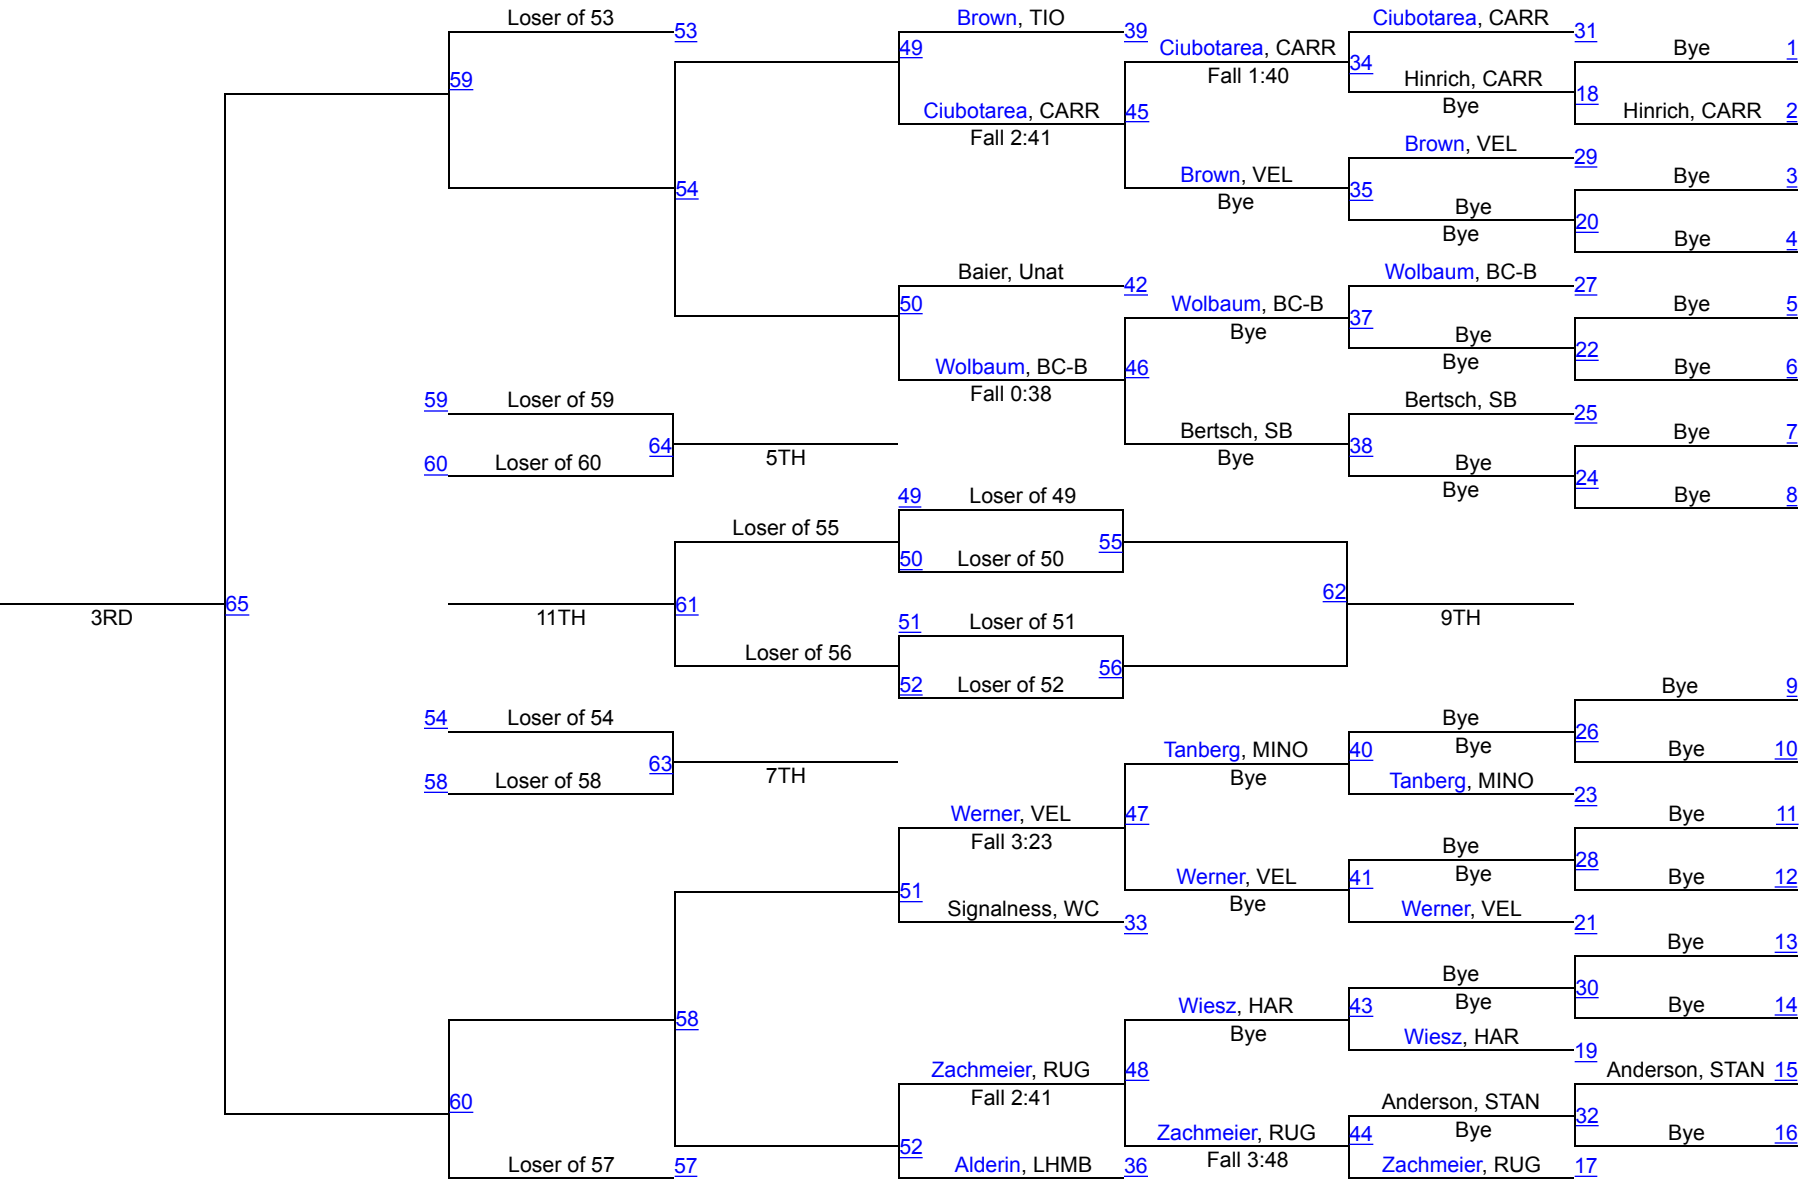 Loser of 53
53
Brown, TIO
39
Ciubotarea, CARR
31
Bye
1
49
Ciubotarea, CARR
Fall 1:40
34
Hinrich, CARR
Bye
18
Hinrich, CARR
2
59
Ciubotarea, CARR
Fall 2:41
45
Brown, VEL
29
Bye
3
54
Brown, VEL
Bye
35
Bye
Bye
20
Bye
4
Baier, Unat
42
Wolbaum, BC-B
27
Bye
5
50
Wolbaum, BC-B
Bye
37
Bye
Bye
22
Bye
6
Wolbaum, BC-B
Fall 0:38
46
59
Loser of 59
Bertsch, SB
25
Bye
7
64
5TH
Bertsch, SB
Bye
38
60
Loser of 60
Bye
Bye
24
Bye
8
49
Loser of 49
Loser of 55
50
Loser of 50
55
65
3RD
11TH
61
62
9TH
51
Loser of 51
Loser of 56
52
Loser of 52
56
Bye
9
54
Loser of 54
Bye
Bye
26
Bye
10
63
7TH
Tanberg, MINO
Bye
40
58
Loser of 58
Tanberg, MINO
23
Werner, VEL
Fall 3:23
47
Bye
11
Bye
Bye
28
Bye
12
51
Werner, VEL
Bye
41
Signalness, WC
33
Werner, VEL
21
Bye
13
58
Bye
Bye
30
Bye
14
Wiesz, HAR
Bye
43
Wiesz, HAR
19
Zachmeier, RUG
Fall 2:41
48
Anderson, STAN
15
60
Anderson, STAN
Bye
32
Bye
16
52
Zachmeier, RUG
Fall 3:48
44
Loser of 57
57
Alderin, LHMB
36
Zachmeier, RUG
17